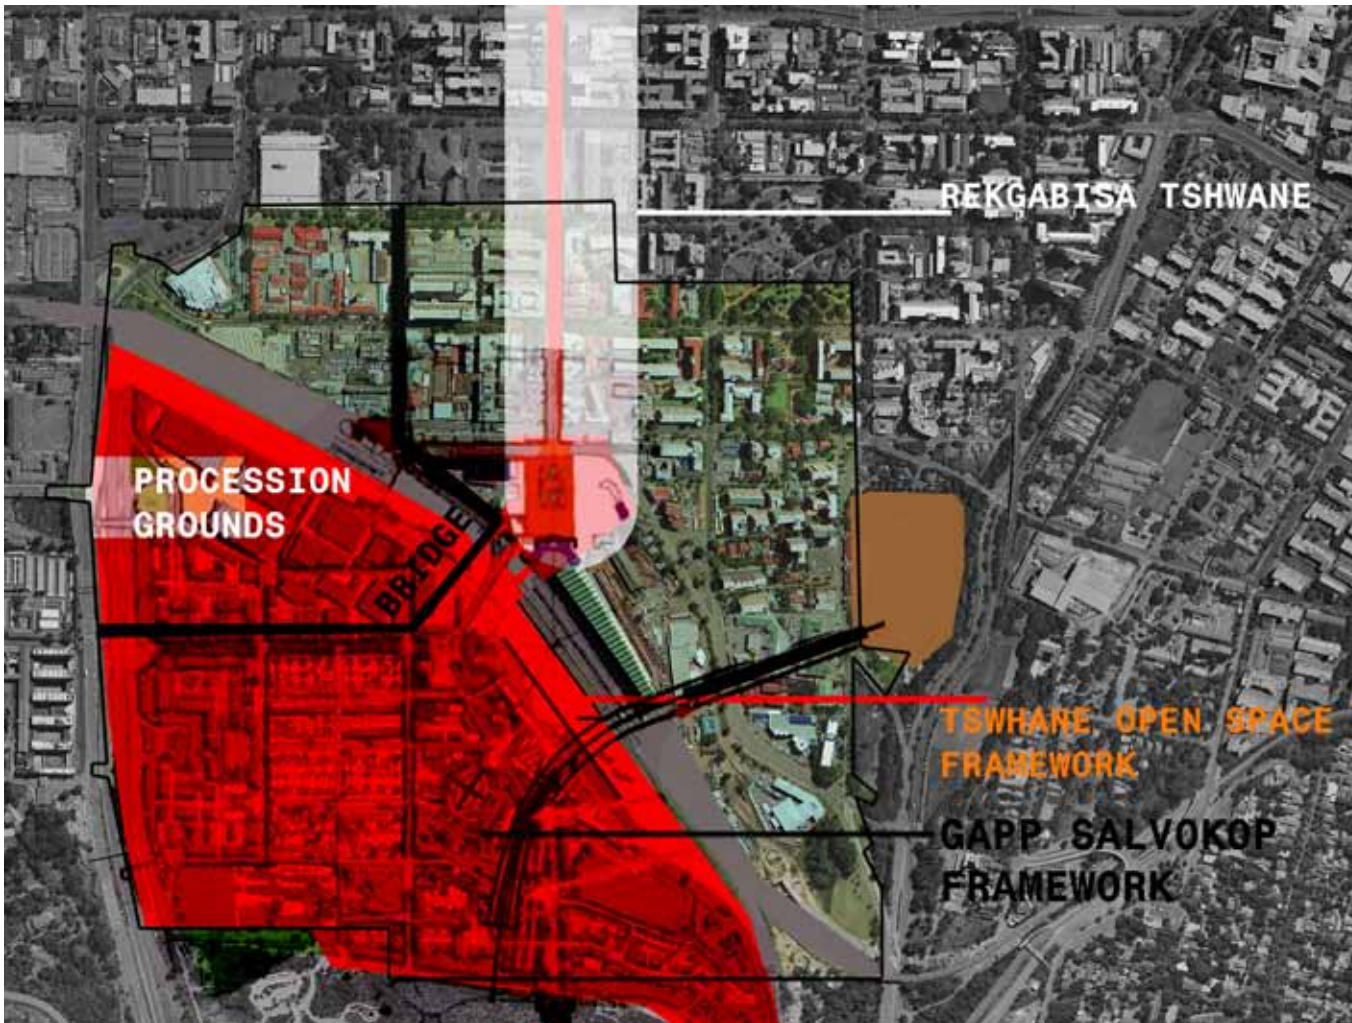 REKGABISA TSHWANE
PROCESSION
GROUNDS
BRIDGE
TSWHANE OPEN SPACE
FRAMEWORK
GAPP SALVOKOP
FRAMEWORK